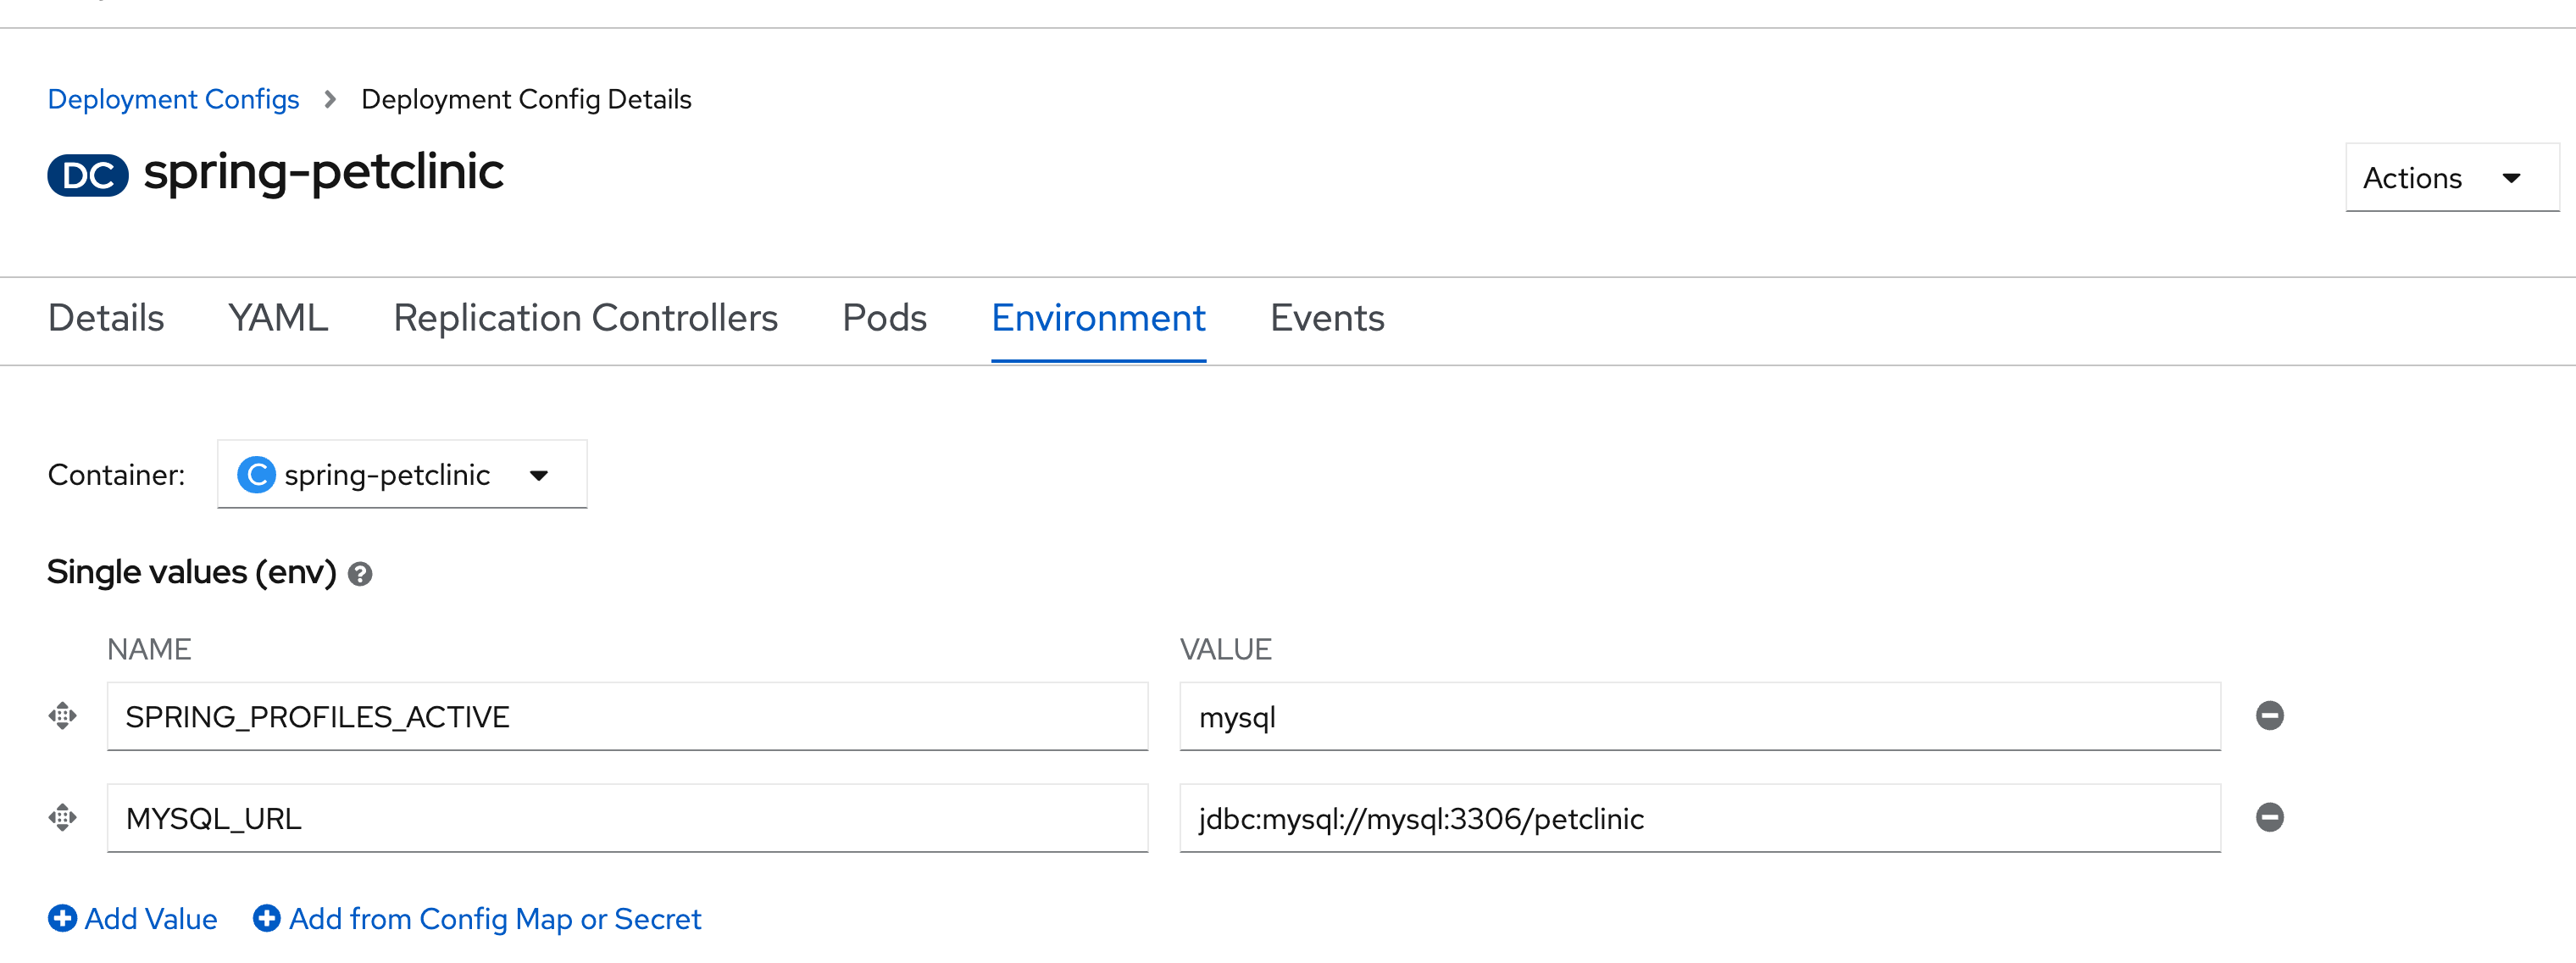 Deployment Configs > Deployment Config Details
DC spring-petclinic
Actions
Details YAML Replication Controllers Pods Environment Events
Container: C spring-petclinic
Single values (env) ?
NAME VALUE
SPRING_PROFILES_ACTIVE mysql
MYSQL_URL jdbc:mysql://mysql:3306/petclinic
Add Value Add from Config Map or Secret